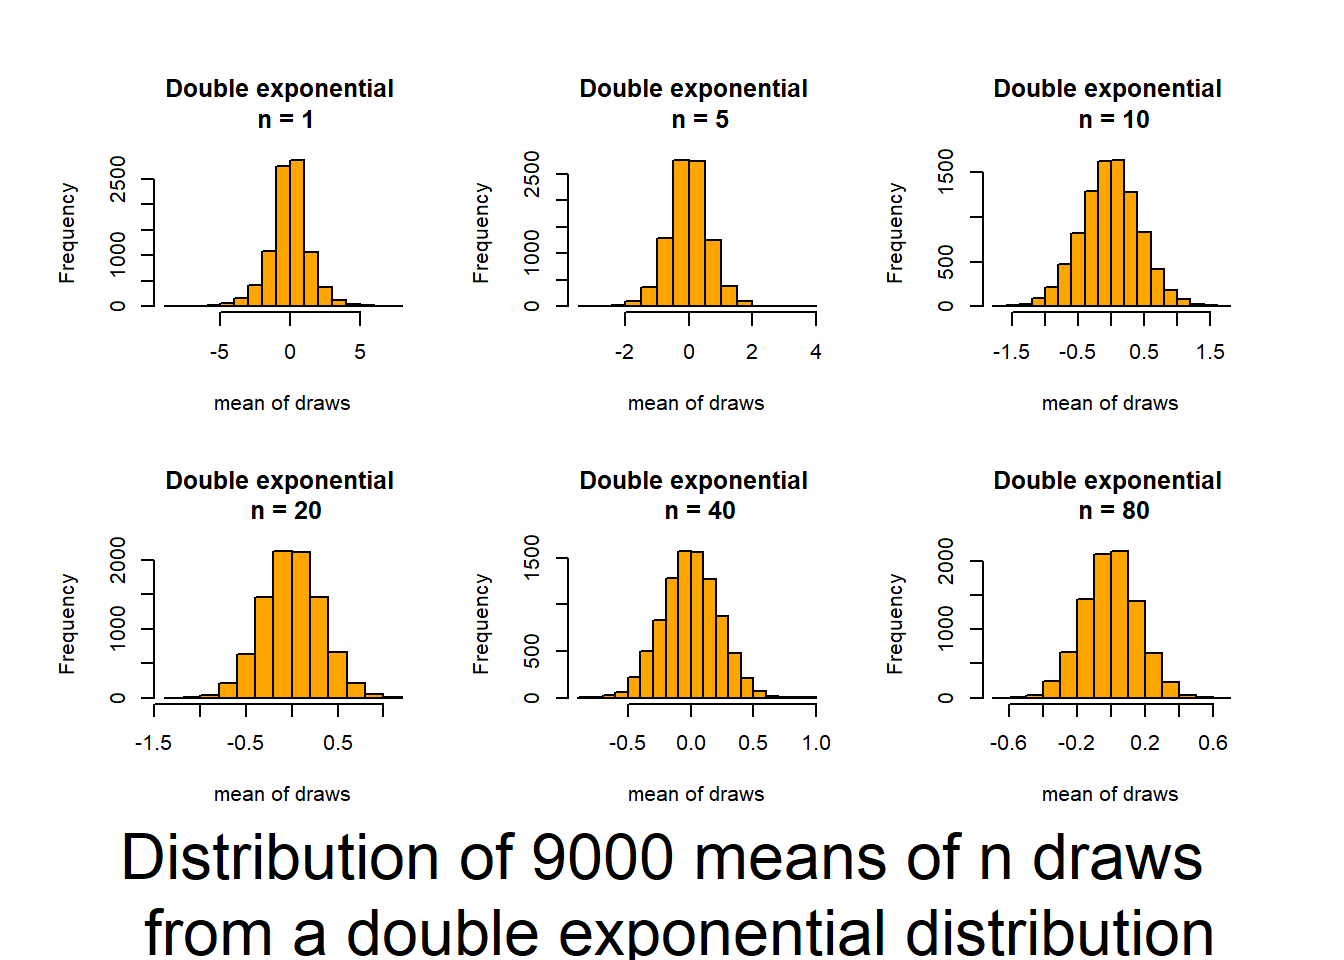 Double exponential
n = 1
Frequency
0 1000 2500
-5 0 5
mean of draws
Double exponential
n = 5
Frequency
0 1000 2500
-2 0 2 4
mean of draws
Double exponential
n = 10
Frequency
0 500 1500
-1.5 -0.5 0.5 1.5
mean of draws
Double exponential
n = 20
Frequency
0 1000 2000
-1.5 -0.5 0.5
mean of draws
Double exponential
n = 40
Frequency
0 500 1500
-0.5 0.0 0.5 1.0
mean of draws
Double exponential
n = 80
Frequency
0 1000 2000
-0.6 -0.2 0.2 0.6
mean of draws
Distribution of 9000 means of n draws
from a double exponential distribution